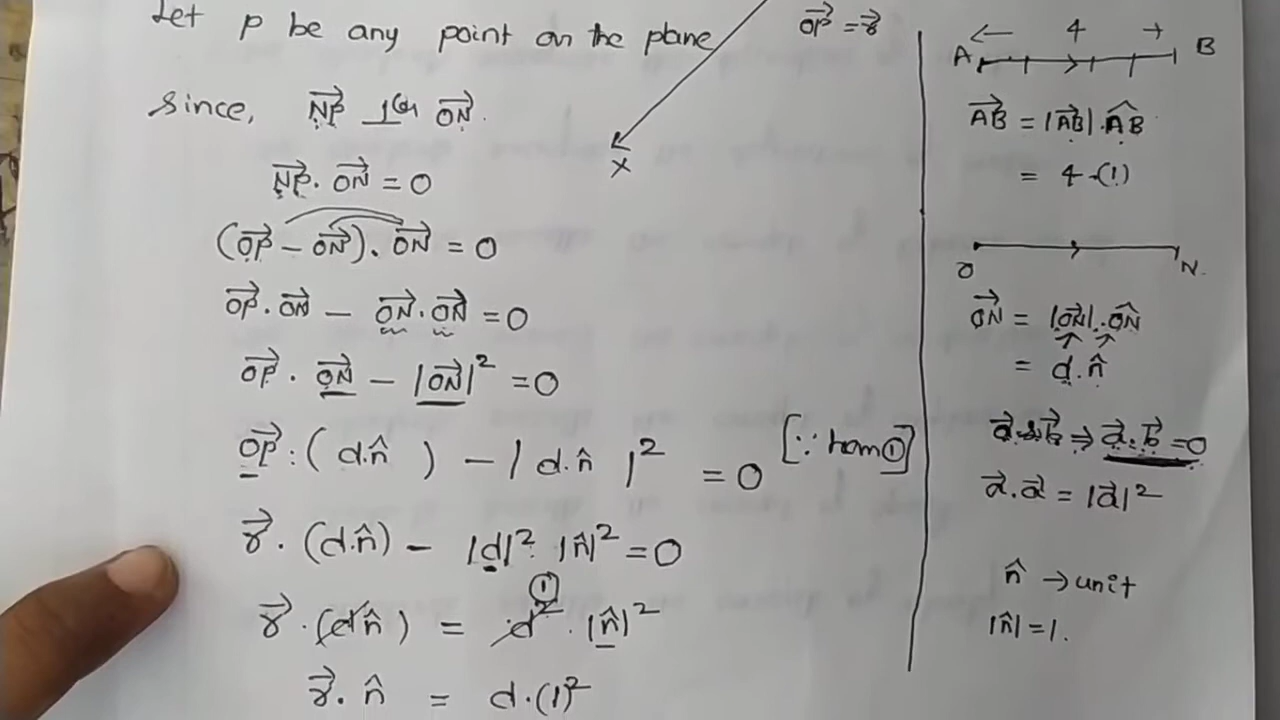 Let P be any point on the plane
OP⃗ = r⃗
X
Since, NP⃗ ⊥lar ON⃗.
NP⃗ . ON⃗ = 0
(OP⃗ − ON⃗) . ON⃗ = 0
OP⃗ . ON⃗ − ON⃗ . ON⃗ = 0
OP⃗ . ON⃗ − |ON⃗|² = 0
OP⃗ . (d.n̂) − |d.n̂|² = 0 [∵ from ①]
r⃗ . (d.n̂) − |d|² |n̂|² = 0
①
r⃗ . (d n̂) = d² . |n̂|²
r⃗ . n̂ = d.(1)²
← 4 →
A B
AB⃗ = |AB⃗| . AB̂
= 4.(1)
O N.
ON⃗ = |ON⃗| . ON̂
= d . n̂
⇒ a⃗ . b⃗ = 0
a⃗ . a⃗ = |a⃗|²
n̂ → unit
|n̂| = 1.